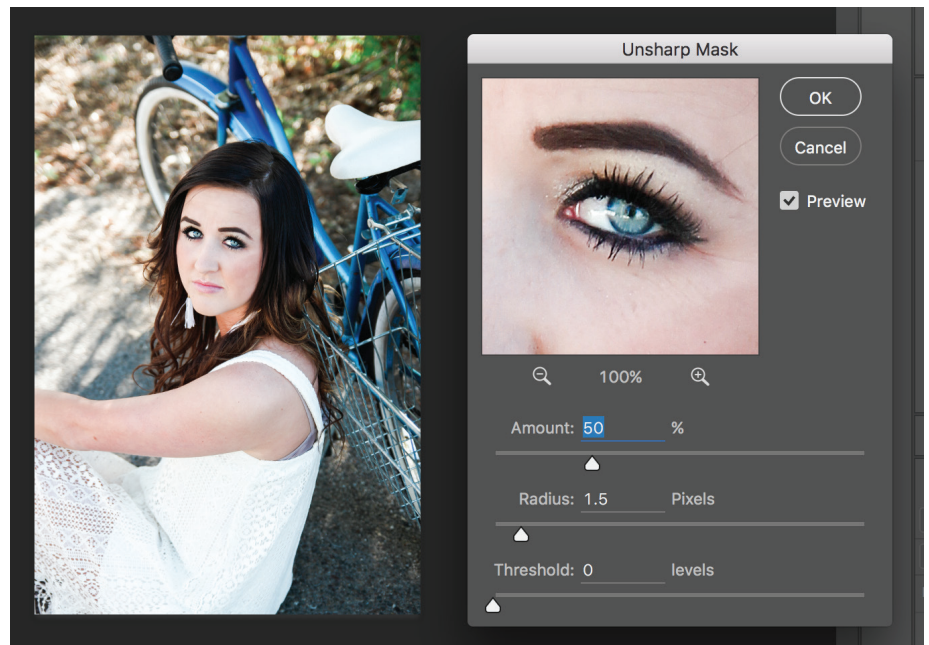 Unsharp Mask
OK
Cancel
Preview
100%
Amount: 50 %
Radius: 1.5 Pixels
Threshold: 0 levels